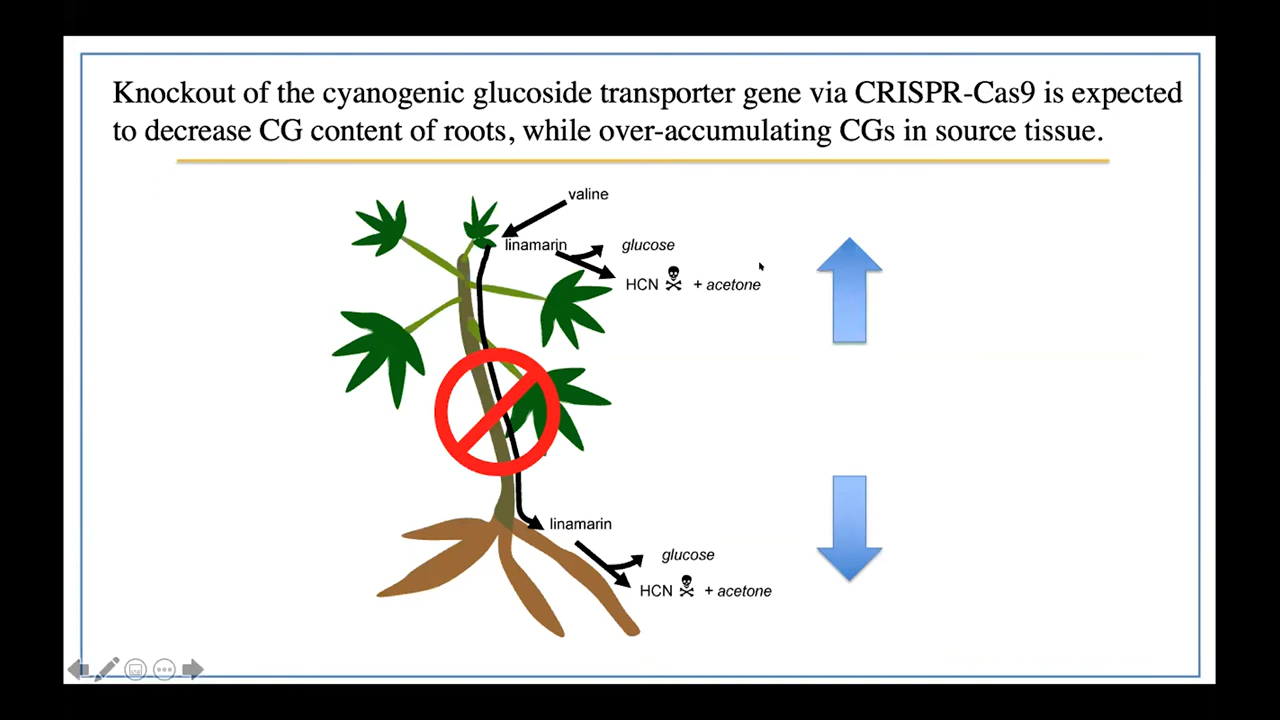 Knockout of the cyanogenic glucoside transporter gene via CRISPR-Cas9 is expected
to decrease CG content of roots, while over-accumulating CGs in source tissue.
valine
linamarin
glucose
HCN + acetone
linamarin
glucose
HCN + acetone